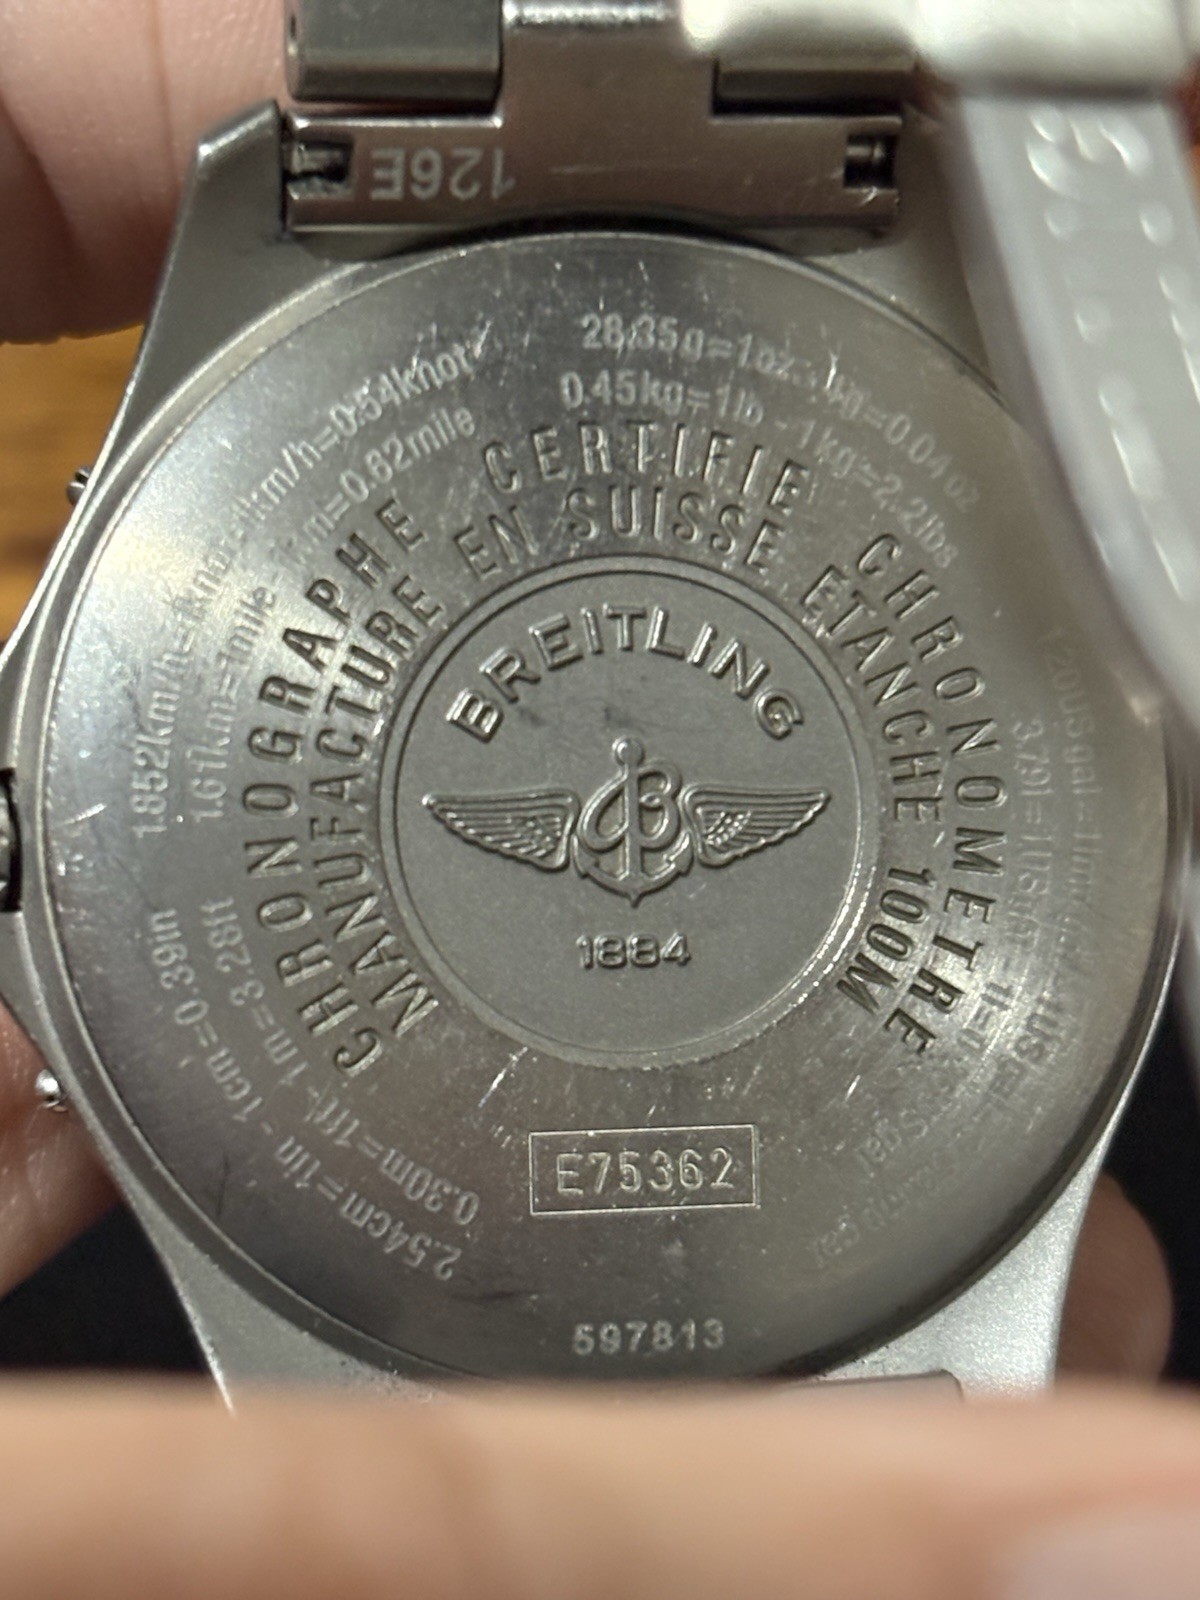 126E
28.35g=1oz
0.45kg=1lb - 1kg=2.2lbs
1.852km/h=1knot - 1km/h=0.54knot
1.61km=1mile - 1km=0.62mile
CHRONOGRAPHE CERTIFIE CHRONOMETRE
MANUFACTURE EN SUISSE ETANCHE 100M
BREITLING
B
1884
2.54cm=1in - 1cm=0.39in
0.30m=1ft - 1m=3.28ft
E75362
597813